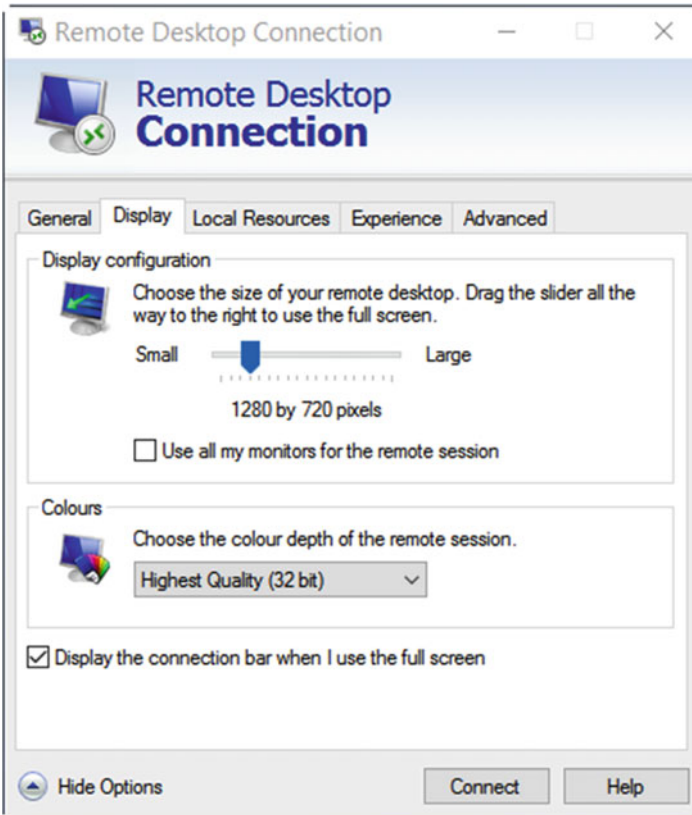 Remote Desktop Connection
Remote Desktop
Connection
General Display Local Resources Experience Advanced
Display configuration
Choose the size of your remote desktop. Drag the slider all the
way to the right to use the full screen.
Small Large
1280 by 720 pixels
Use all my monitors for the remote session
Colours
Choose the colour depth of the remote session.
Highest Quality (32 bit)
Display the connection bar when I use the full screen
Hide Options Connect Help